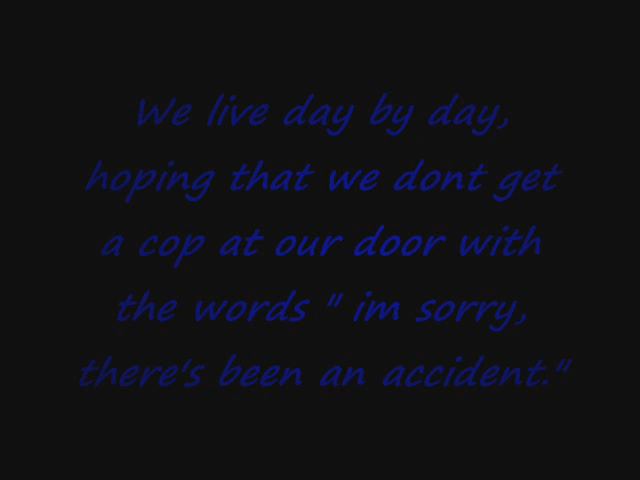 We live day by day,
hoping that we dont get
a cop at our door with
the words " im sorry,
there's been an accident."